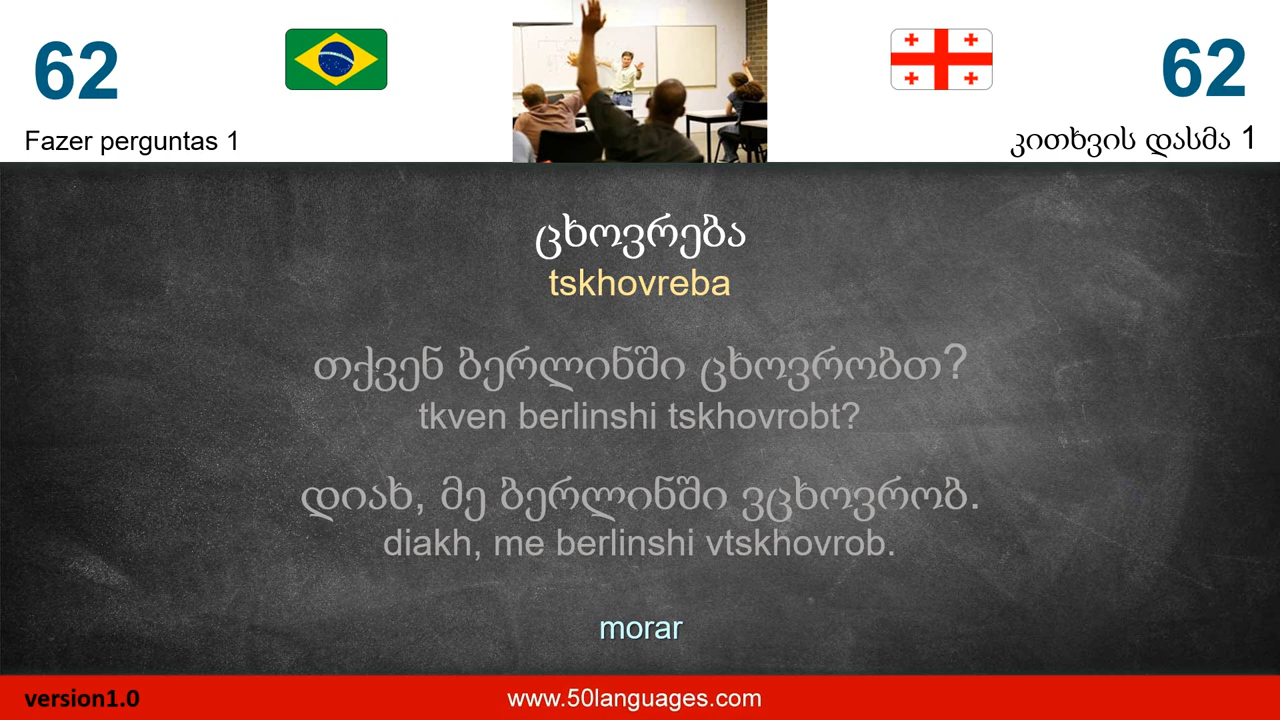 62
62
Fazer perguntas 1
კითხვის დასმა 1
ცხოვრება
tskhovreba
თქვენ ბერლინში ცხოვრობთ?
tkven berlinshi tskhovrobt?
დიახ, მე ბერლინში ვცხოვრობ.
diakh, me berlinshi vtskhovrob.
morar
version1.0
www.50languages.com